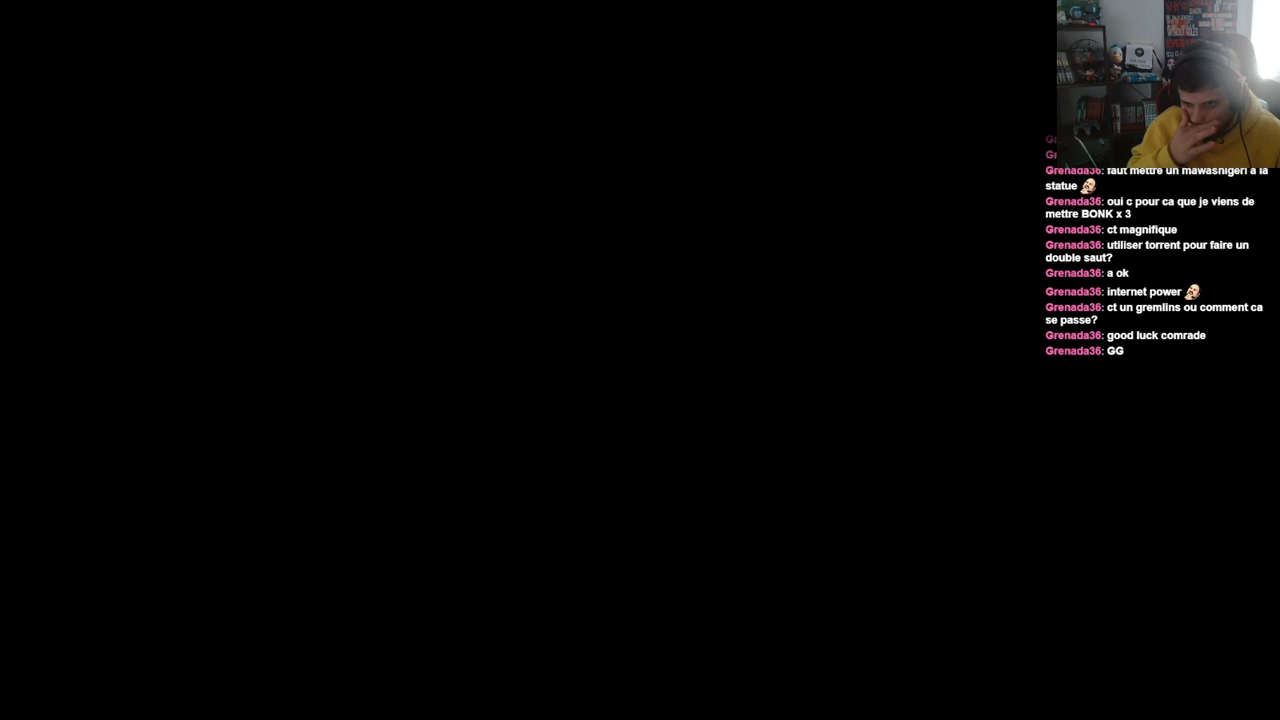 Gr
Gr
Grenada36: faut mettre un mawashigeri a la
statue
Grenada36: oui c pour ca que je viens de
mettre BONK x 3
Grenada36: ct magnifique
Grenada36: utiliser torrent pour faire un
double saut?
Grenada36: a ok
Grenada36: internet power
Grenada36: ct un gremlins ou comment ca
se passe?
Grenada36: good luck comrade
Grenada36: GG